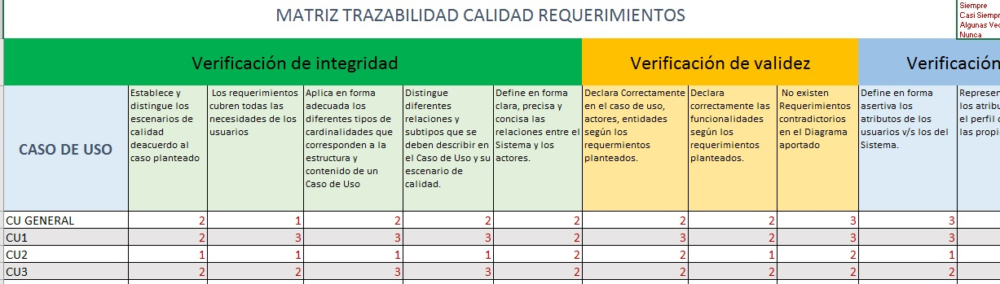 MATRIZ TRAZABILIDAD CALIDAD REQUERIMIENTOS
Siempre
Casi Siempr
Algunas Vec
Nunca
Verificación de integridad
Verificación de validez
Verificación
CASO DE USO
Establece y
distingue los
escenarios de
calidad
deacuerdo al
caso planteado
Los requerimientos
cubren todas las
necesidades de los
usuarios
Aplica en forma
adecuada los
diferentes tipos de
cardinalidades que
corresponden a la
estructura y
contenido de un
Caso de Uso
Distingue
diferentes
relaciones y
subtipos que se
deben describir en
el Caso de Uso y su
escenario de
calidad.
Define en forma
clara, precisa y
concisa las
relaciones entre el
Sistema y los
actores.
Declara Correctamente
en el caso de uso,
actores, entidades
según los
requermientos
planteados.
Declara
correctamente las
funcionalidades
según los
requerimientos
planteados.
No existen
Requerimientos
contradictorios
en el Diagrama
aportado
Define en forma
asertiva los
atributos de los
usuarios v/s los del
Sistema.
Represen
los atribu
el perfil d
las propi
CU GENERAL 2 1 2 2 2 2 2 3 3
CU1 2 3 3 3 2 3 2 3 3
CU2 1 1 1 1 2 2 1 2 1
CU3 2 2 3 3 2 2 2 2 2